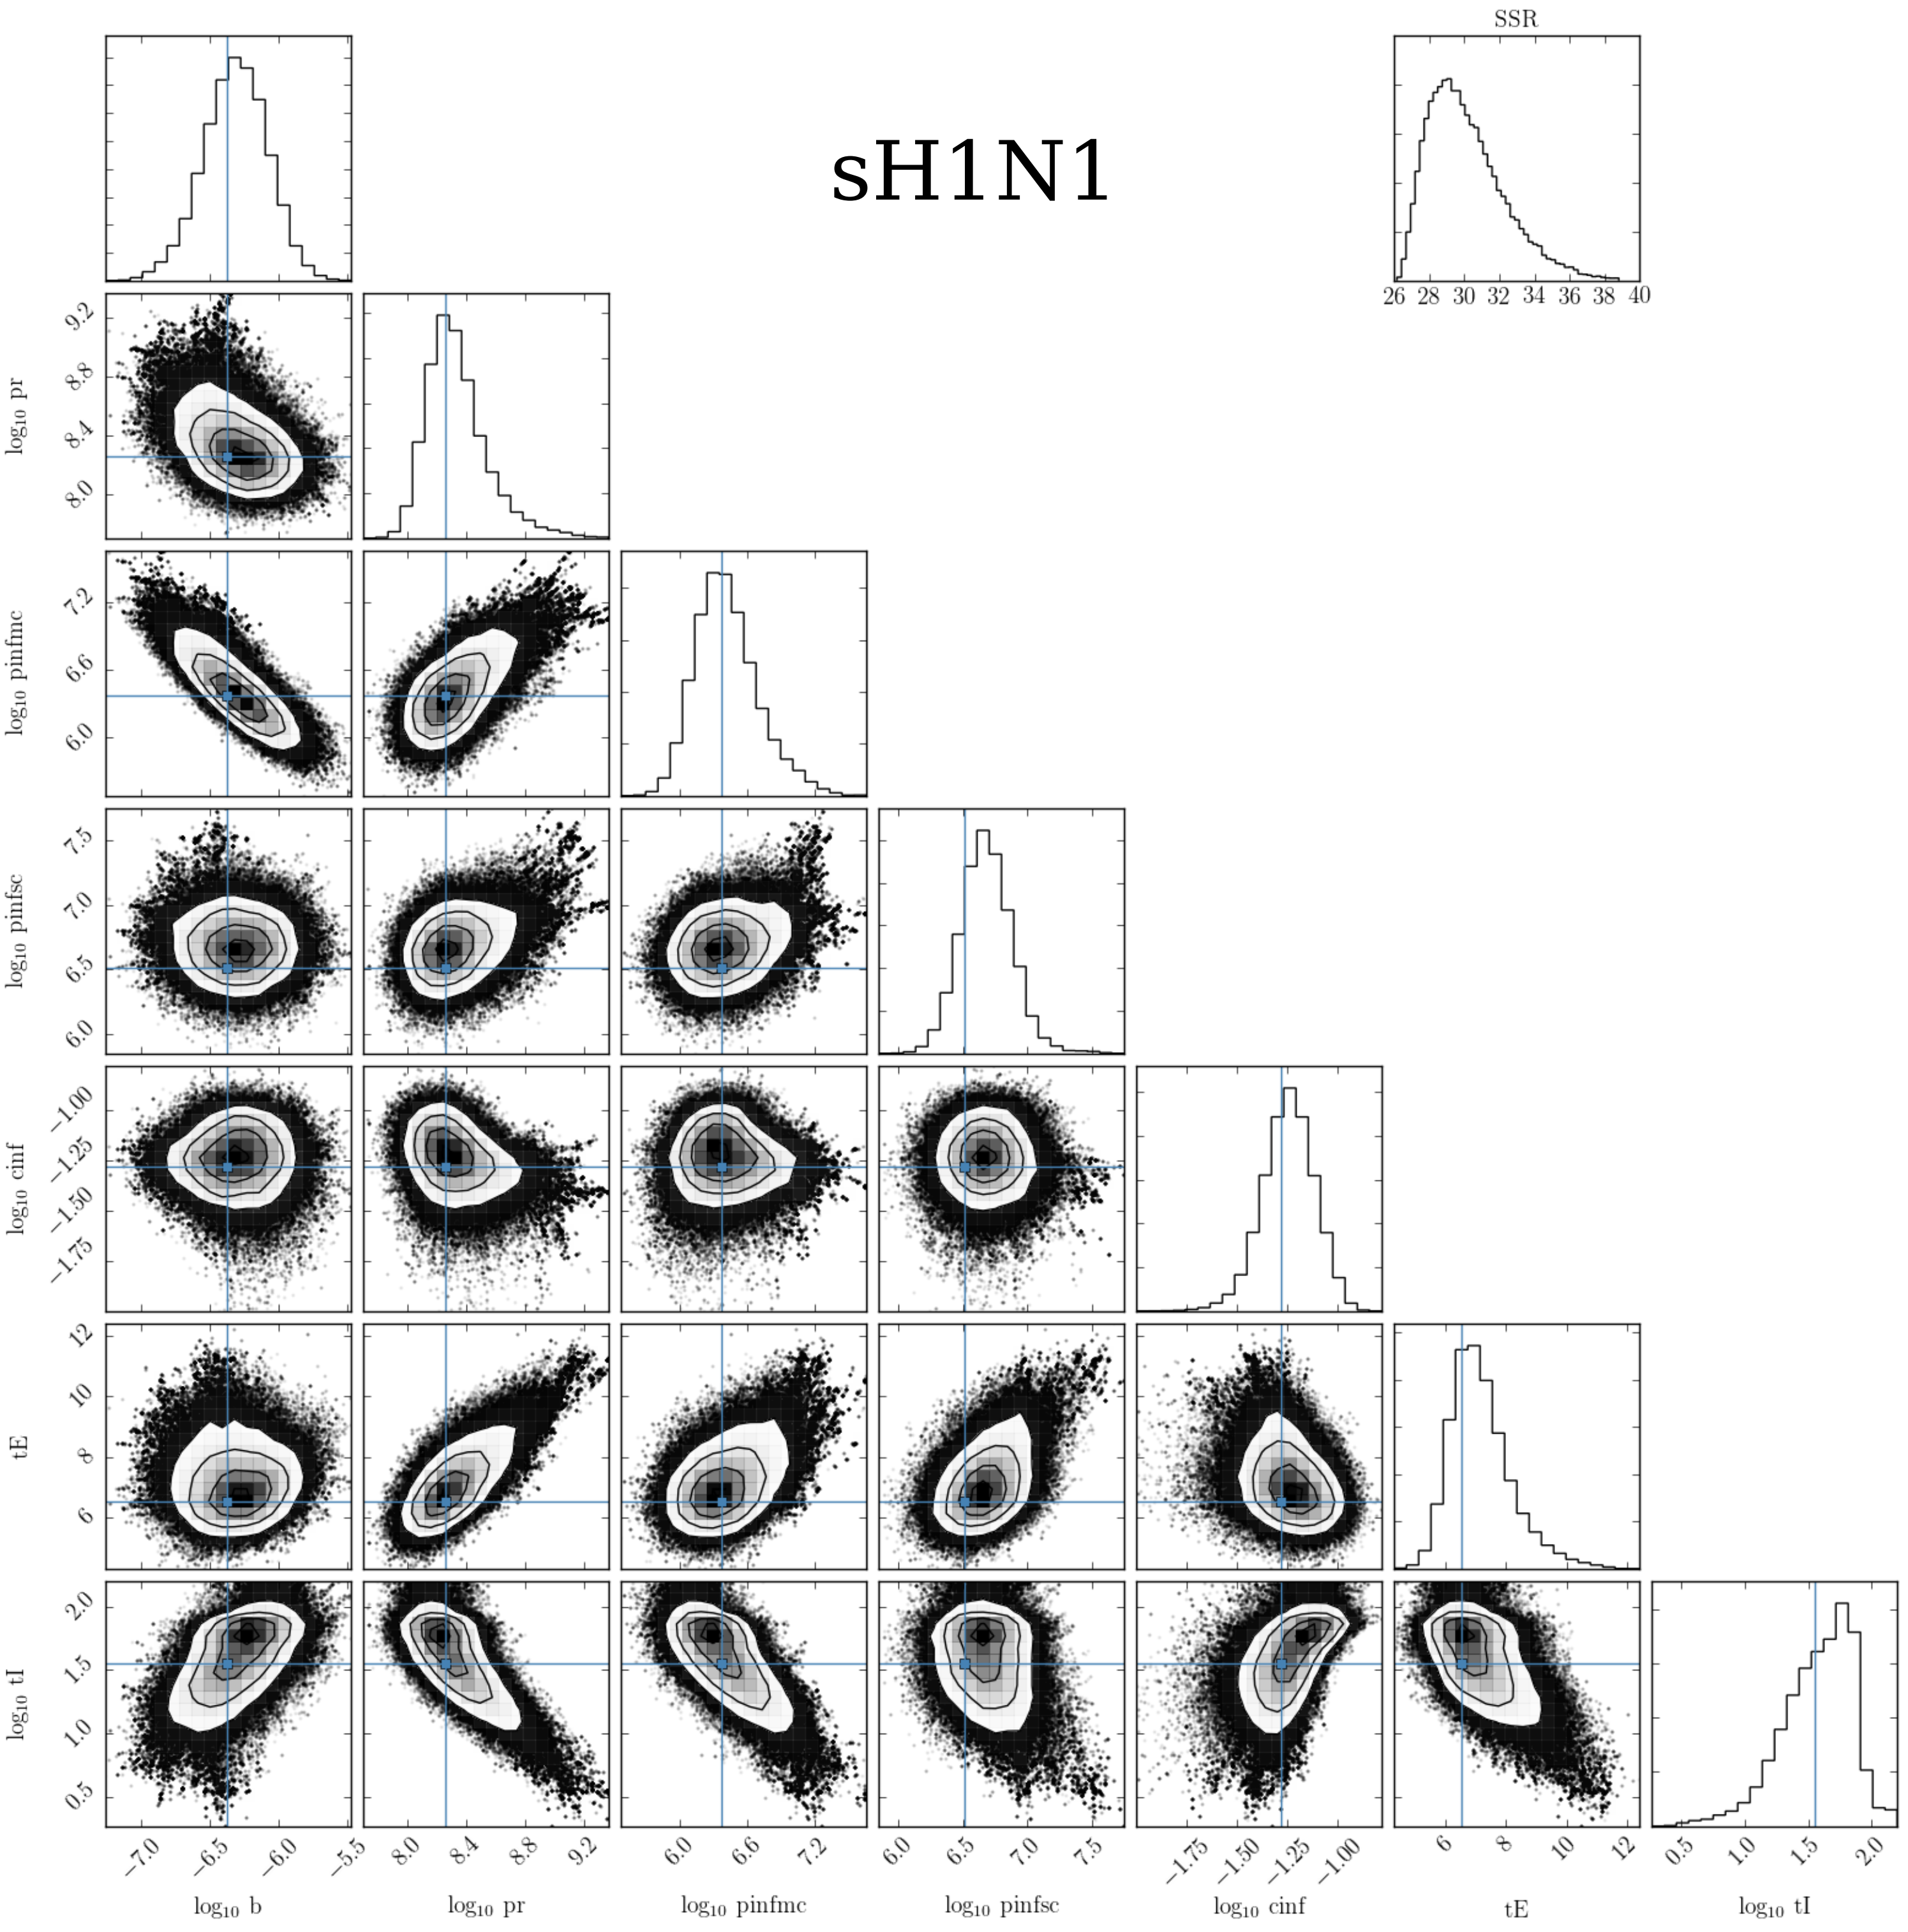 SSR
sH1N1
26 28 30 32 34 36 38 40
log₁₀ pr
9.2
8.8
8.4
8.0
log₁₀ pinfmc
7.2
6.6
6.0
log₁₀ pinfsc
7.5
7.0
6.5
6.0
log₁₀ cinf
−1.00
−1.25
−1.50
−1.75
tE
12
10
8
6
log₁₀ tI
2.0
1.5
1.0
0.5
−7.0 −6.5 −6.0 −5.5 8.0 8.4 8.8 9.2 6.0 6.6 7.2 6.0 6.5 7.0 7.5 −1.75 −1.50 −1.25 −1.00 6 8 10 12 0.5 1.0 1.5 2.0
log₁₀ b log₁₀ pr log₁₀ pinfmc log₁₀ pinfsc log₁₀ cinf tE log₁₀ tI